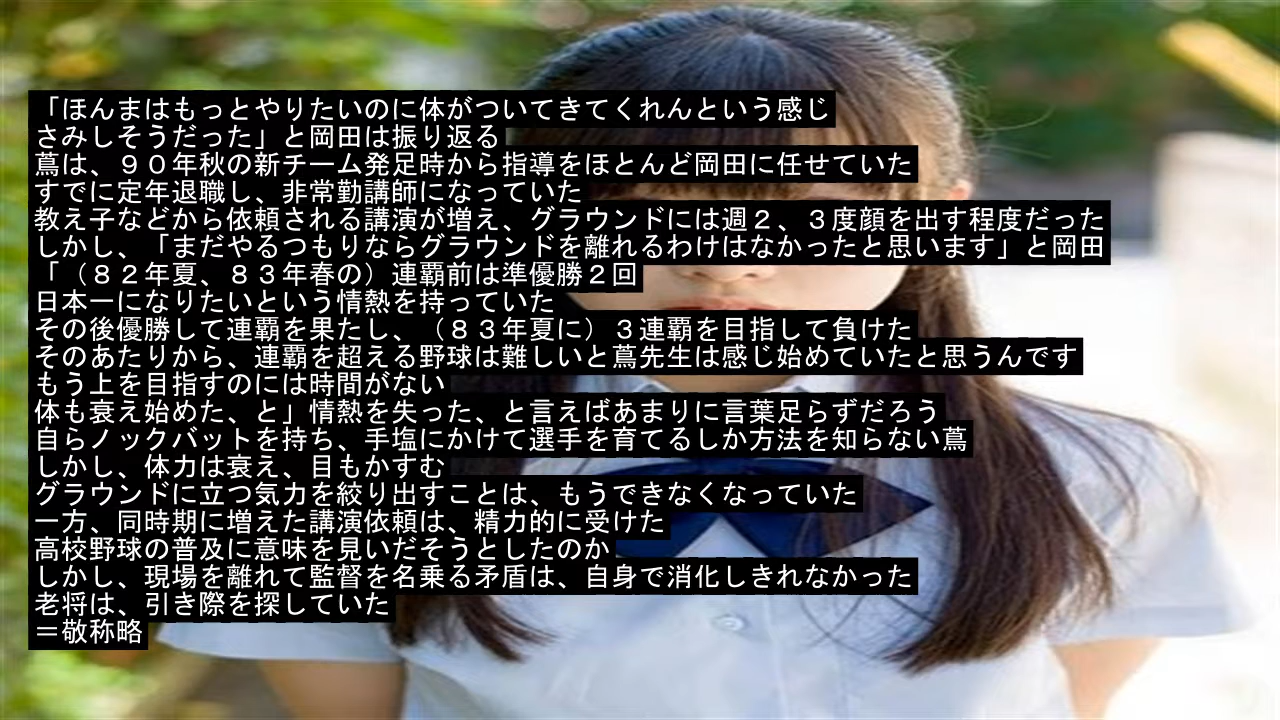 「ほんまはもっとやりたいのに体がついてきてくれんという感じ
さみしそうだった」と岡田は振り返る
蔦は、９０年秋の新チーム発足時から指導をほとんど岡田に任せていた
すでに定年退職し、非常勤講師になっていた
教え子などから依頼される講演が増え、グラウンドには週２、３度顔を出す程度だった
しかし、「まだやるつもりならグラウンドを離れるわけはなかったと思います」と岡田
「（８２年夏、８３年春の）連覇前は準優勝２回
日本一になりたいという情熱を持っていた
その後優勝して連覇を果たし、（８３年夏に）３連覇を目指して負けた
そのあたりから、連覇を超える野球は難しいと蔦先生は感じ始めていたと思うんです
もう上を目指すのには時間がない
体も衰え始めた、と」情熱を失った、と言えばあまりに言葉足らずだろう
自らノックバットを持ち、手塩にかけて選手を育てるしか方法を知らない蔦
しかし、体力は衰え、目もかすむ
グラウンドに立つ気力を絞り出すことは、もうできなくなっていた
一方、同時期に増えた講演依頼は、精力的に受けた
高校野球の普及に意味を見いだそうとしたのか
しかし、現場を離れて監督を名乗る矛盾は、自身で消化しきれなかった
老将は、引き際を探していた
＝敬称略